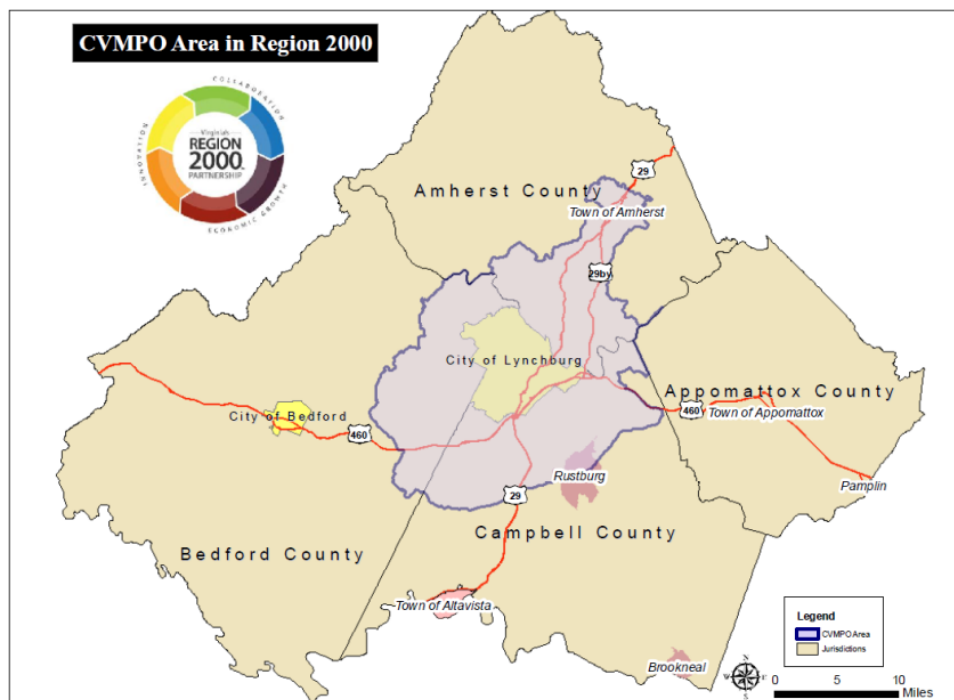 CVMPO Area in Region 2000
COLLABORATION
INNOVATION
ECONOMIC GROWTH
Virginia's
REGION
2000
PARTNERSHIP
29
Amherst County
Town of Amherst
29by
City of Lynchburg
Appomattox County
City of Bedford
460
Town of Appomattox
460
Rustburg
Pamplin
29
Campbell County
Bedford County
Town of Altavista
Brookneal
Legend
CVMPO Area
Jurisdictions
N
W
E
S
0 5 10
Miles